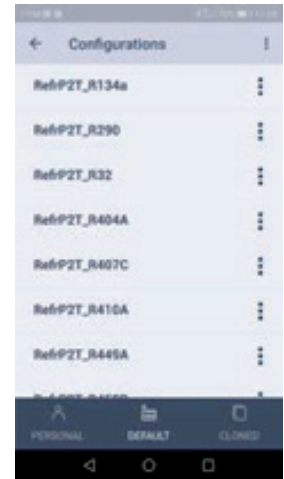 Configurations
RefrP2T_R134a
RefrP2T_R290
RefrP2T_R32
RefrP2T_R404A
RefrP2T_R407C
RefrP2T_R410A
RefrP2T_R449A
PERSONAL DEFAULT CLONED